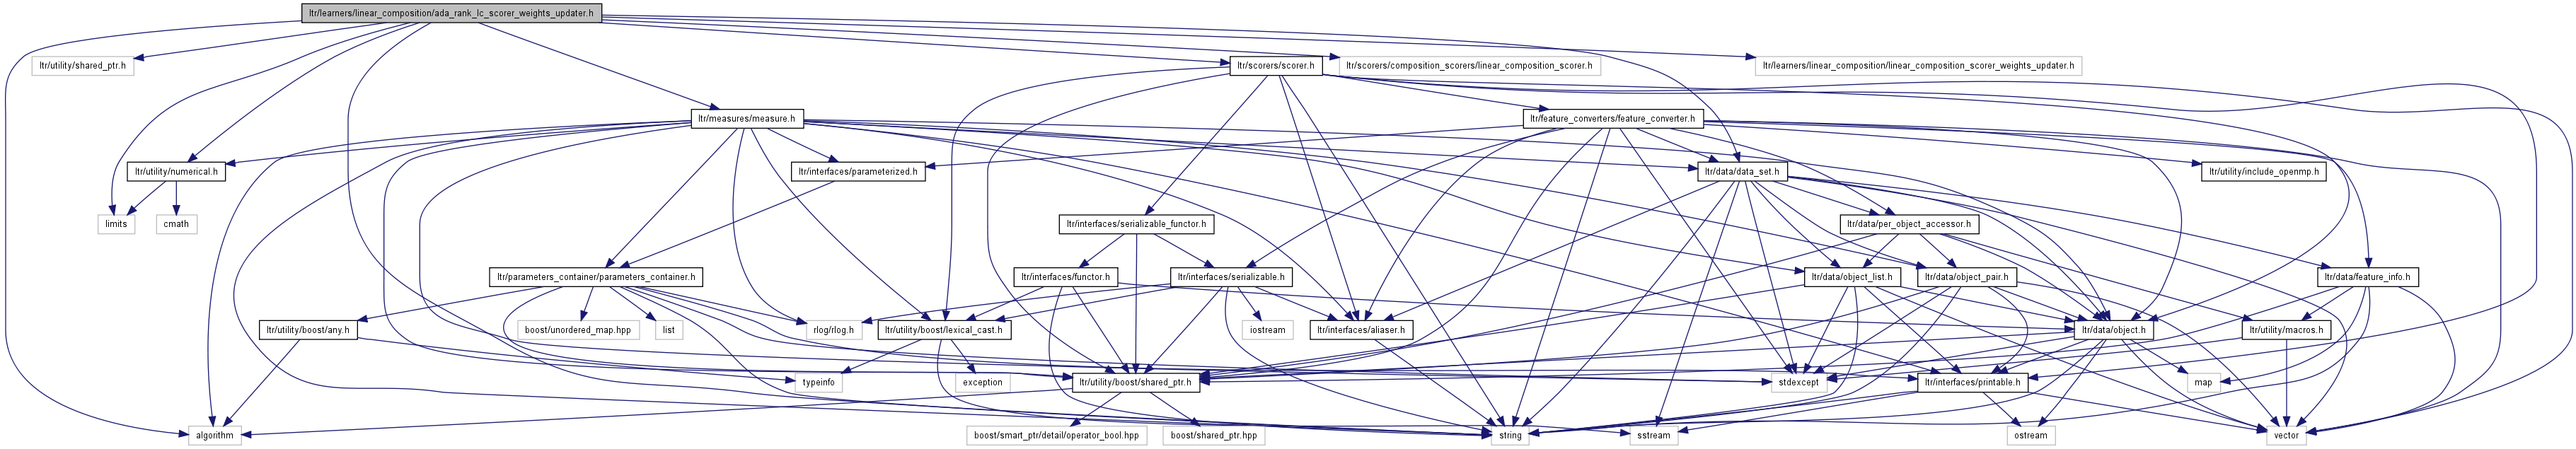 ltr/learners/linear_composition/ada_rank_lc_scorer_weights_updater.h
ltr/utility/shared_ptr.h
ltr/scorers/scorer.h
ltr/scorers/composition_scorers/linear_composition_scorer.h
ltr/learners/linear_composition/linear_composition_scorer_weights_updater.h
ltr/measures/measure.h
ltr/feature_converters/feature_converter.h
ltr/utility/numerical.h
ltr/interfaces/parameterized.h
ltr/data/data_set.h
ltr/utility/include_openmp.h
limits
cmath
ltr/interfaces/serializable_functor.h
ltr/data/per_object_accessor.h
ltr/parameters_container/parameters_container.h
ltr/interfaces/functor.h
ltr/interfaces/serializable.h
ltr/data/object_list.h
ltr/data/object_pair.h
ltr/data/feature_info.h
ltr/utility/boost/any.h
boost/unordered_map.hpp
list
rlog/rlog.h
ltr/utility/boost/lexical_cast.h
iostream
ltr/interfaces/aliaser.h
ltr/data/object.h
ltr/utility/macros.h
typeinfo
exception
ltr/utility/boost/shared_ptr.h
stdexcept
ltr/interfaces/printable.h
map
algorithm
boost/smart_ptr/detail/operator_bool.hpp
boost/shared_ptr.hpp
string
sstream
ostream
vector